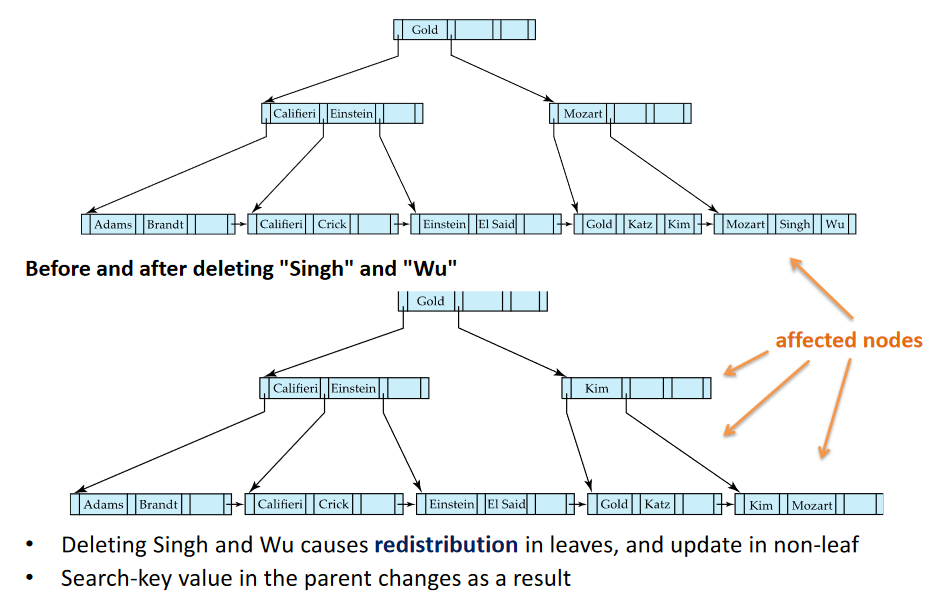 Gold
Califieri Einstein
Mozart
Adams Brandt
Califieri Crick
Einstein El Said
Gold Katz Kim
Mozart Singh Wu
Before and after deleting "Singh" and "Wu"
Gold
affected nodes
Califieri Einstein
Kim
Adams Brandt
Califieri Crick
Einstein El Said
Gold Katz
Kim Mozart
• Deleting Singh and Wu causes redistribution in leaves, and update in non-leaf
• Search-key value in the parent changes as a result